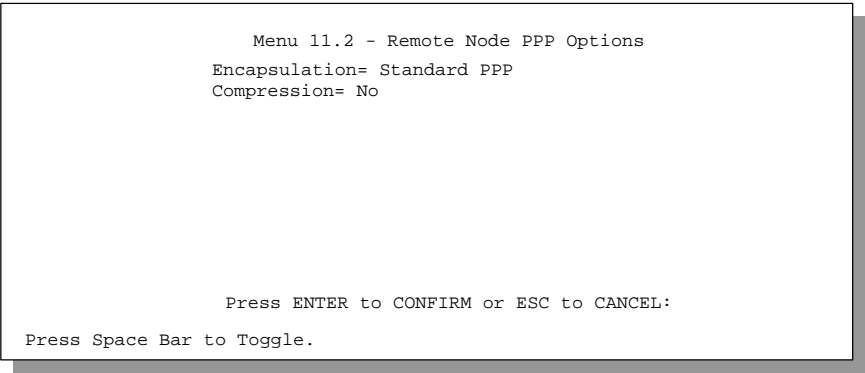 Menu 11.2 - Remote Node PPP Options
Encapsulation= Standard PPP
Compression= No
Press ENTER to CONFIRM or ESC to CANCEL:
Press Space Bar to Toggle.